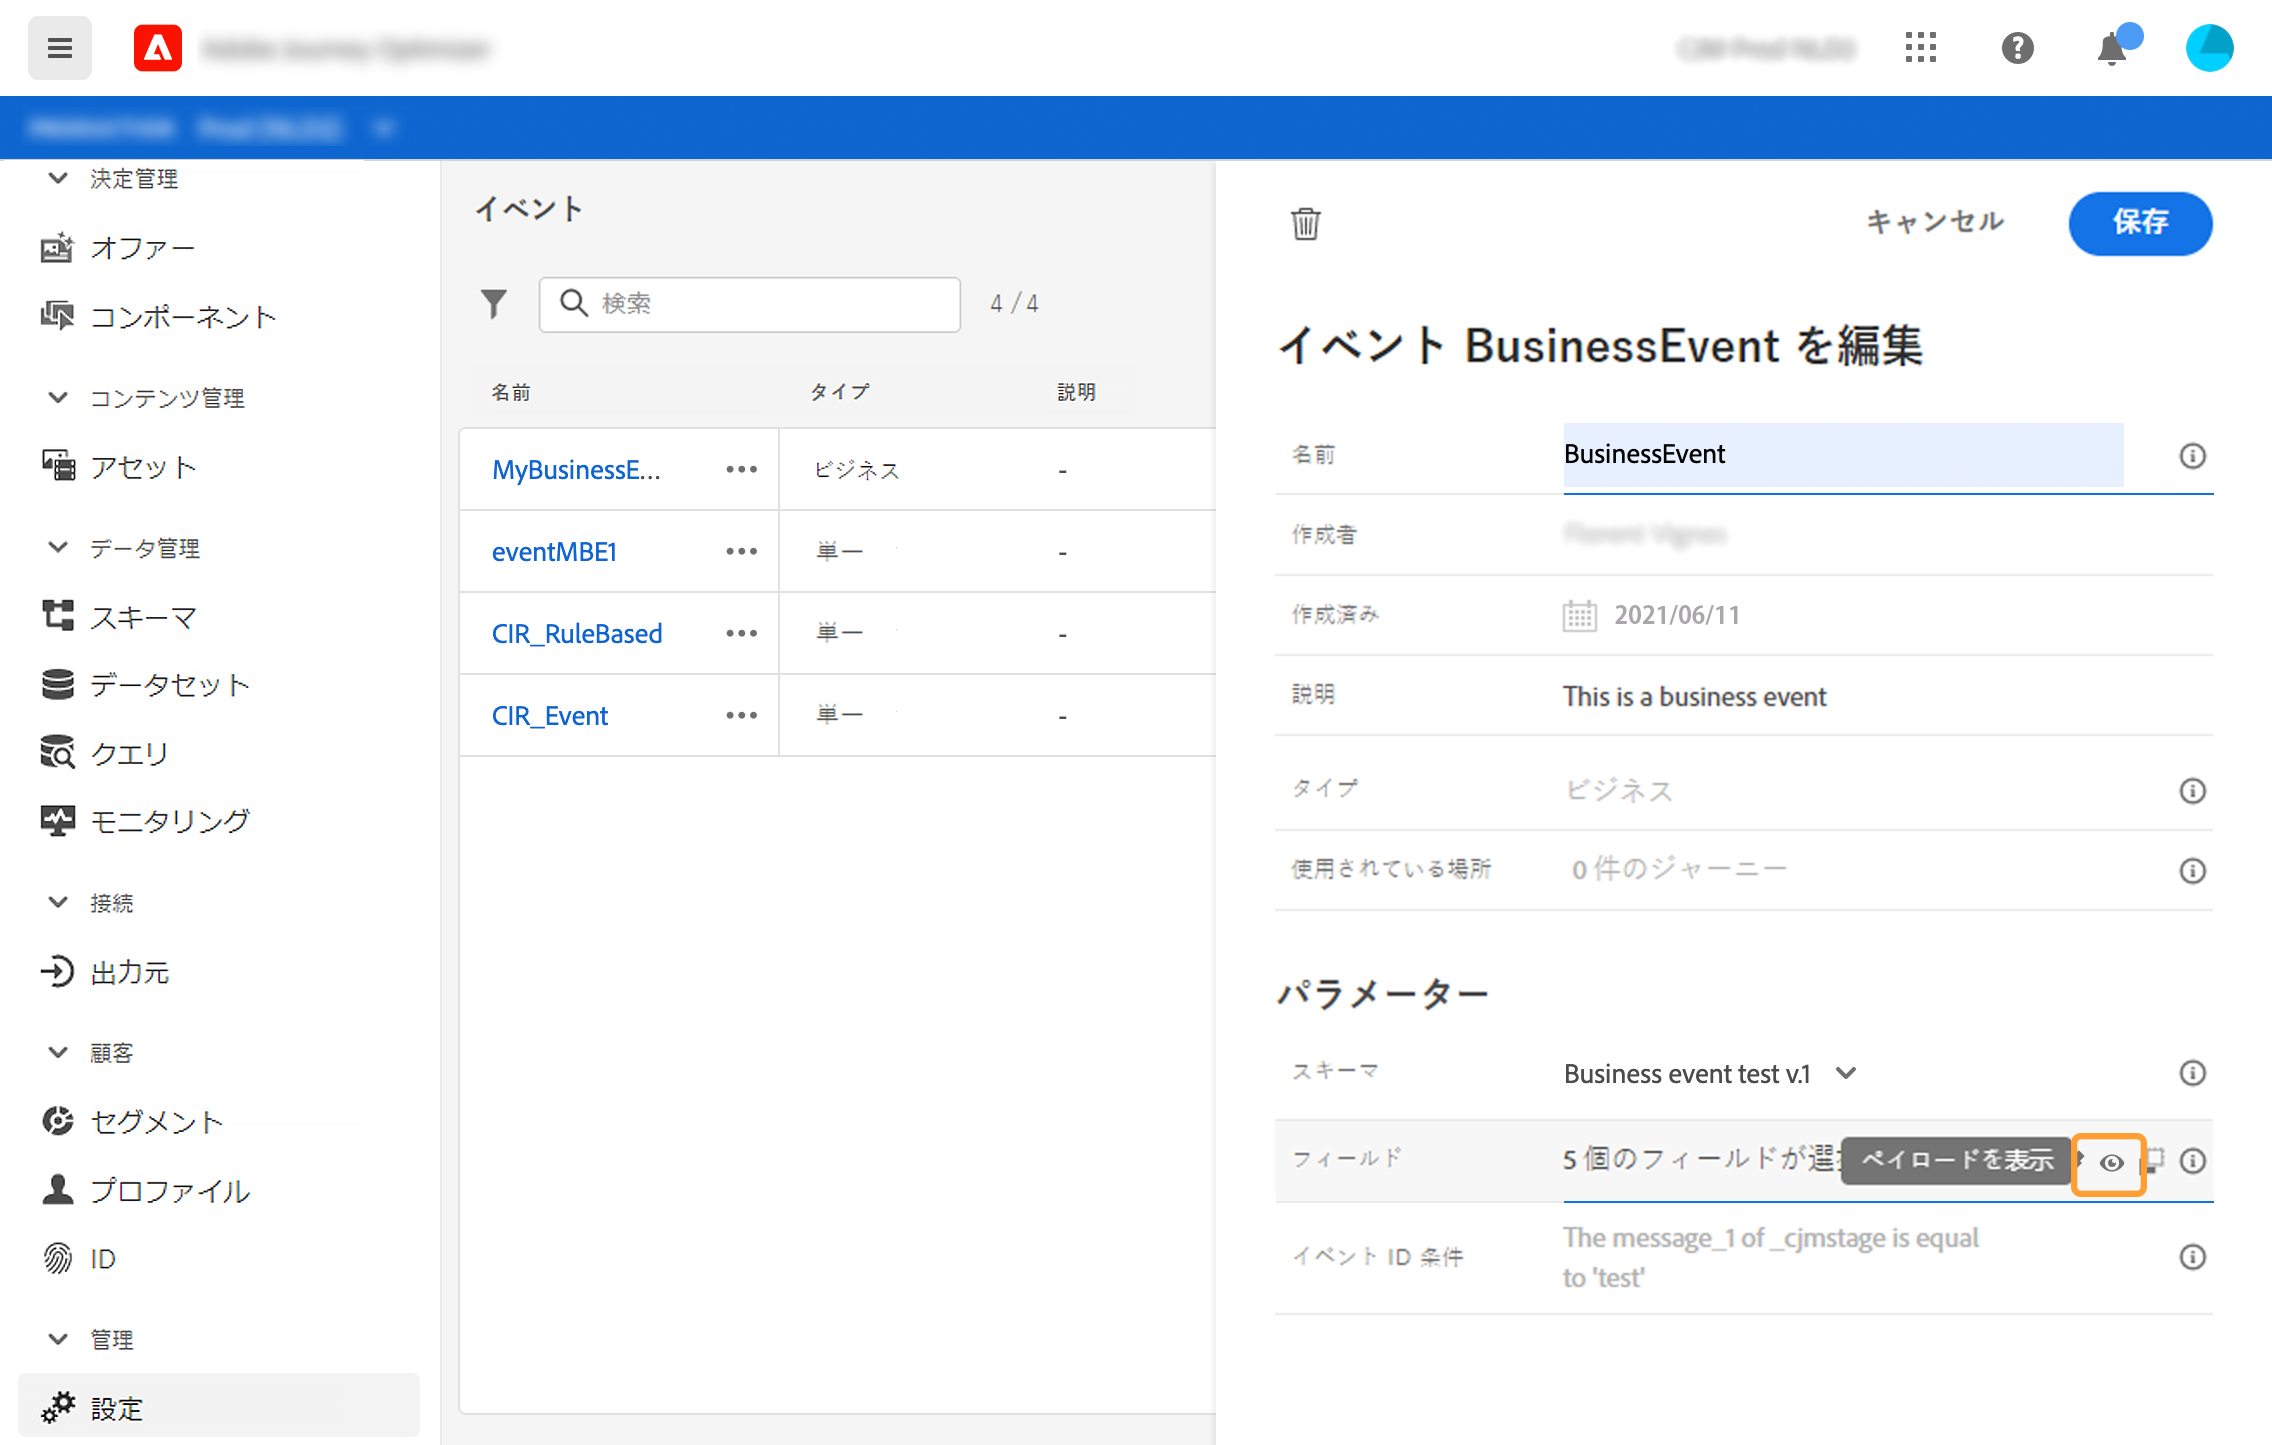 決定管理
オファー
コンポーネント
コンテンツ管理
アセット
データ管理
スキーマ
データセット
クエリ
モニタリング
接続
出力元
顧客
セグメント
プロファイル
ID
管理
設定
イベント
検索
4 / 4
名前 タイプ 説明
MyBusinessE... ビジネス -
eventMBE1 単一 -
CIR_RuleBased 単一 -
CIR_Event 単一 -
キャンセル 保存
イベント BusinessEvent を編集
名前 BusinessEvent
作成者
作成済み 2021/06/11
説明 This is a business event
タイプ ビジネス
使用されている場所 0 件のジャーニー
パラメーター
スキーマ Business event test v.1
フィールド 5 個のフィールドが選 ペイロードを表示
イベント ID 条件 The message_1 of _cjmstage is equal
to 'test'